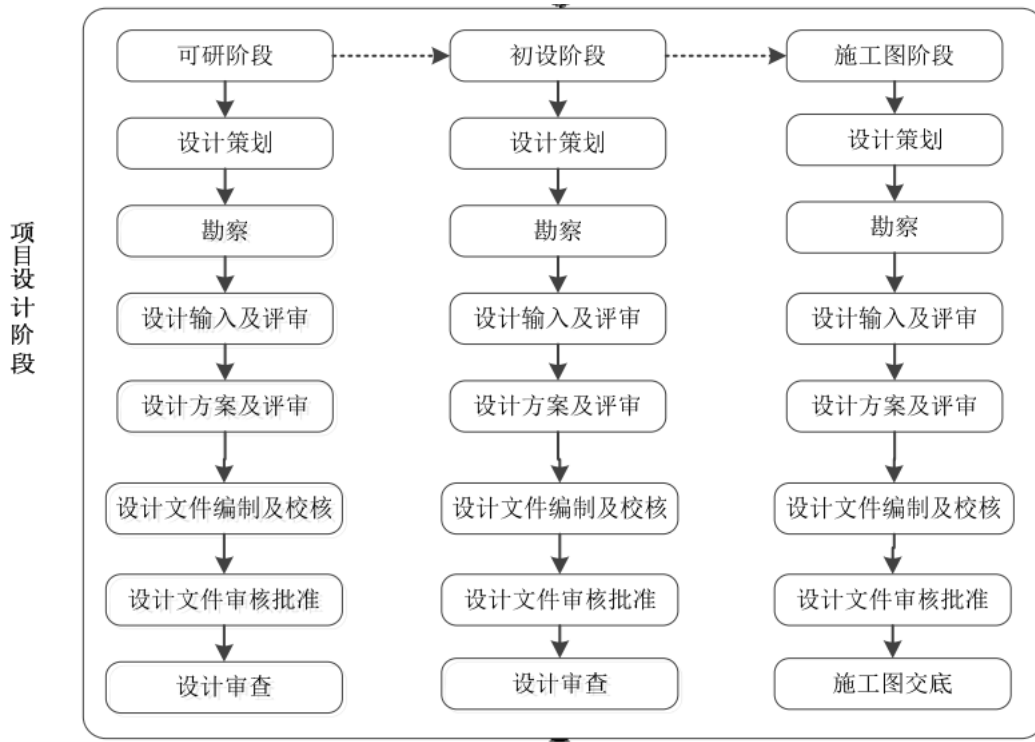 项目设计阶段
可研阶段
初设阶段
施工图阶段
设计策划
设计策划
设计策划
勘察
勘察
勘察
设计输入及评审
设计输入及评审
设计输入及评审
设计方案及评审
设计方案及评审
设计方案及评审
设计文件编制及校核
设计文件编制及校核
设计文件编制及校核
设计文件审核批准
设计文件审核批准
设计文件审核批准
设计审查
设计审查
施工图交底